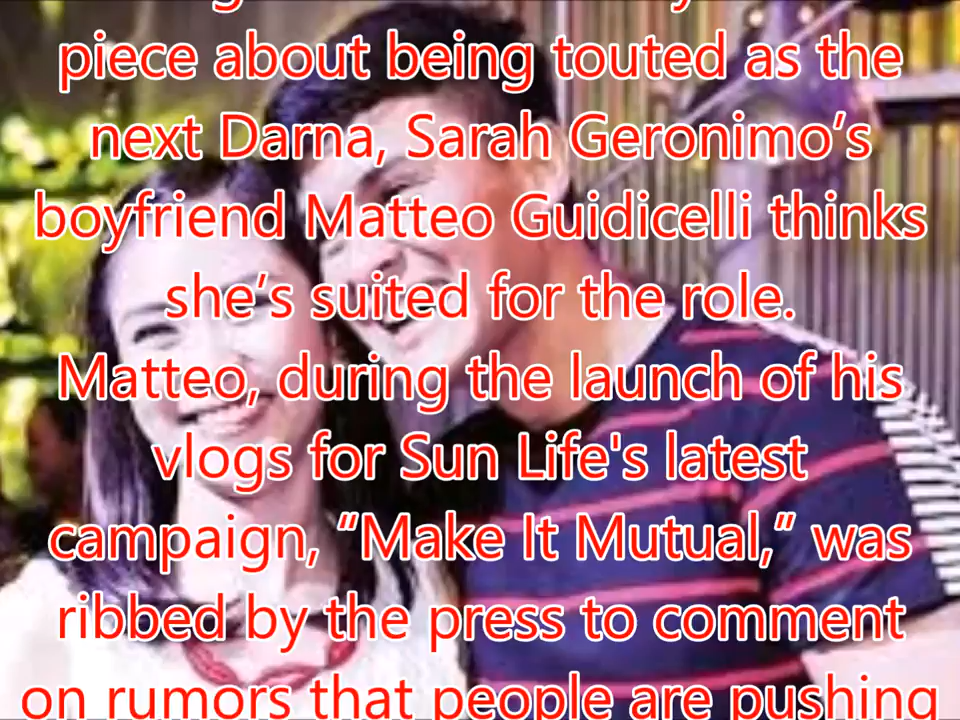 piece about being touted as the
next Darna, Sarah Geronimo’s
boyfriend Matteo Guidicelli thinks
she’s suited for the role.
Matteo, during the launch of his
vlogs for Sun Life's latest
campaign, “Make It Mutual,” was
ribbed by the press to comment
on rumors that people are pushing